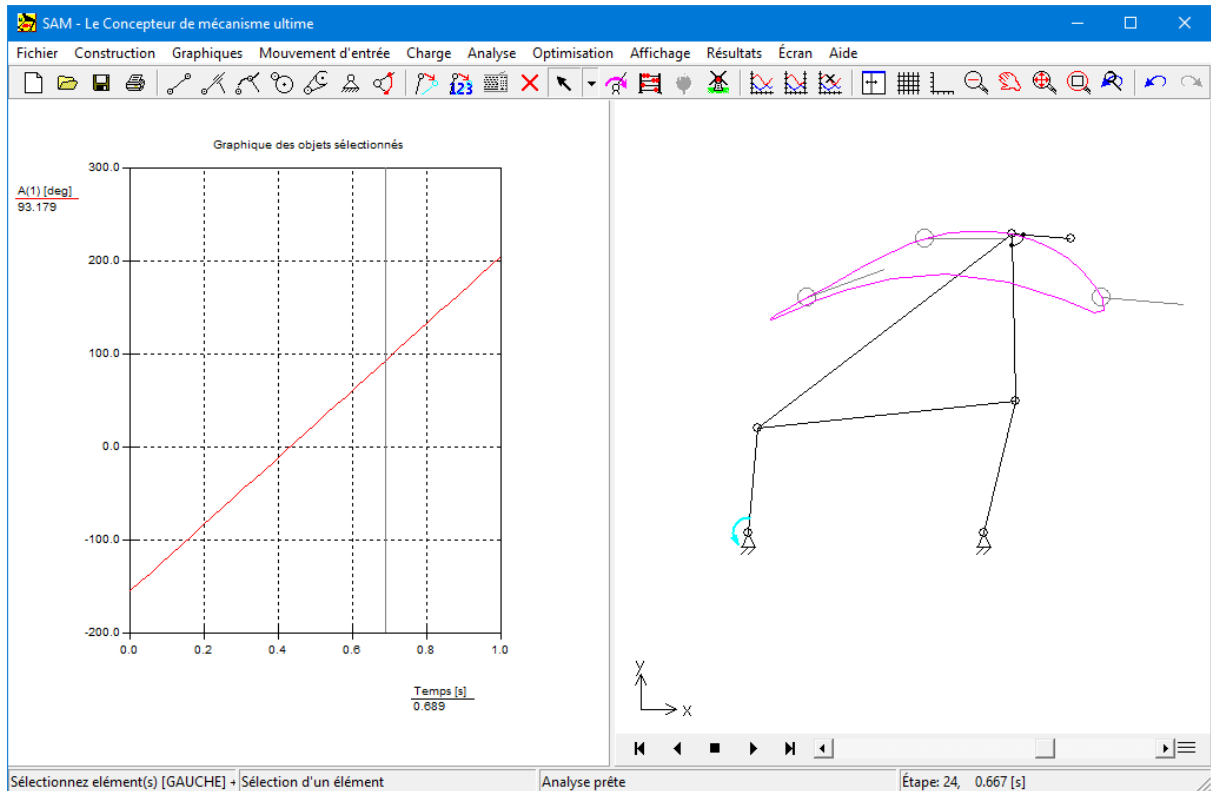 SAM - Le Concepteur de mécanisme ultime
Fichier Construction Graphiques Mouvement d'entrée Charge Analyse Optimisation Affichage Résultats Écran Aide
123
Graphique des objets sélectionnés
A(1) [deg]
93.179
300.0
200.0
100.0
0.0
-100.0
-200.0
0.0 0.2 0.4 0.6 0.8 1.0
Temps [s]
0.689
y
x
Sélectionnez elément(s) [GAUCHE] + Sélection d'un élément Analyse prête Étape: 24, 0.667 [s]